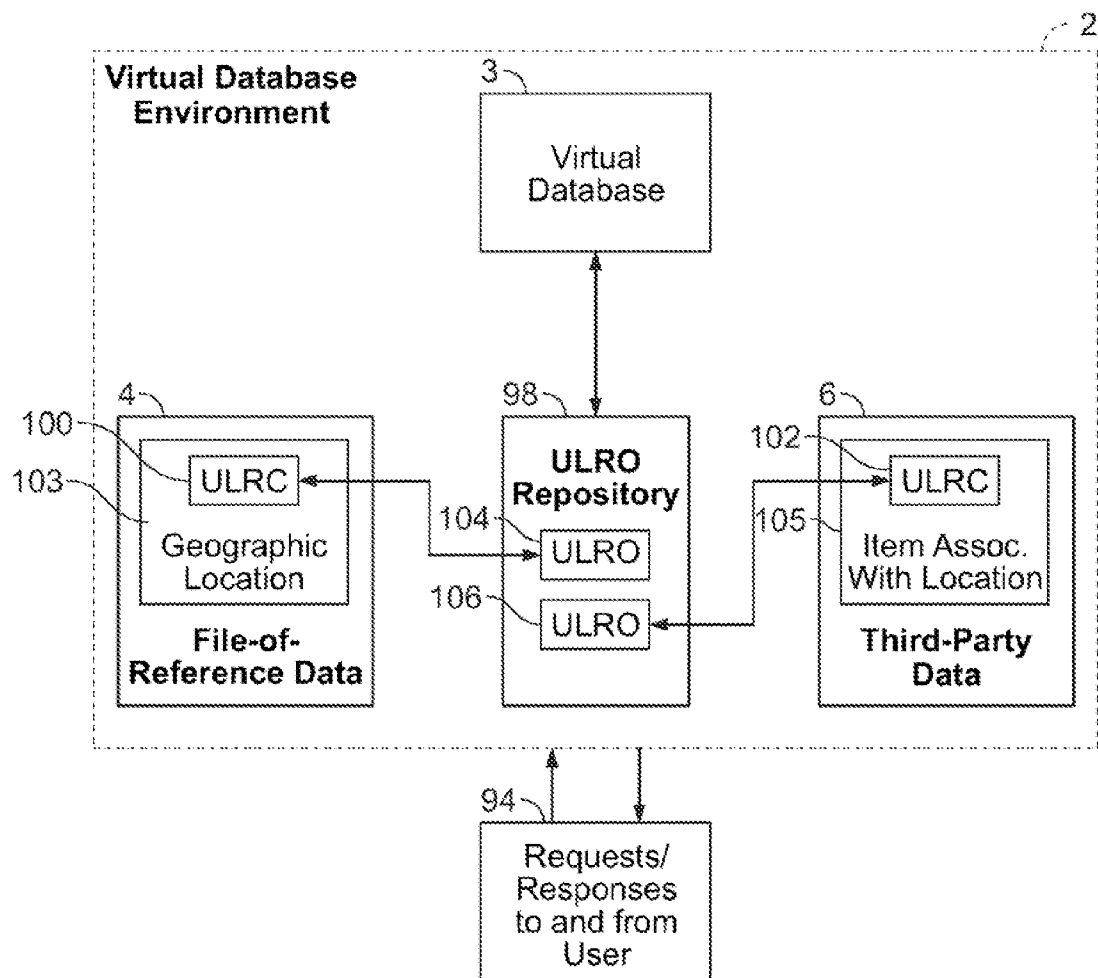 2
Virtual Database
Environment
3
Virtual
Database
4
100
103
ULRC
Geographic
Location
File-of-
Reference Data
98
ULRO
Repository
104
ULRO
106
ULRO
6
102
105
ULRC
Item Assoc.
With Location
Third-Party
Data
94
Requests/
Responses
to and from
User